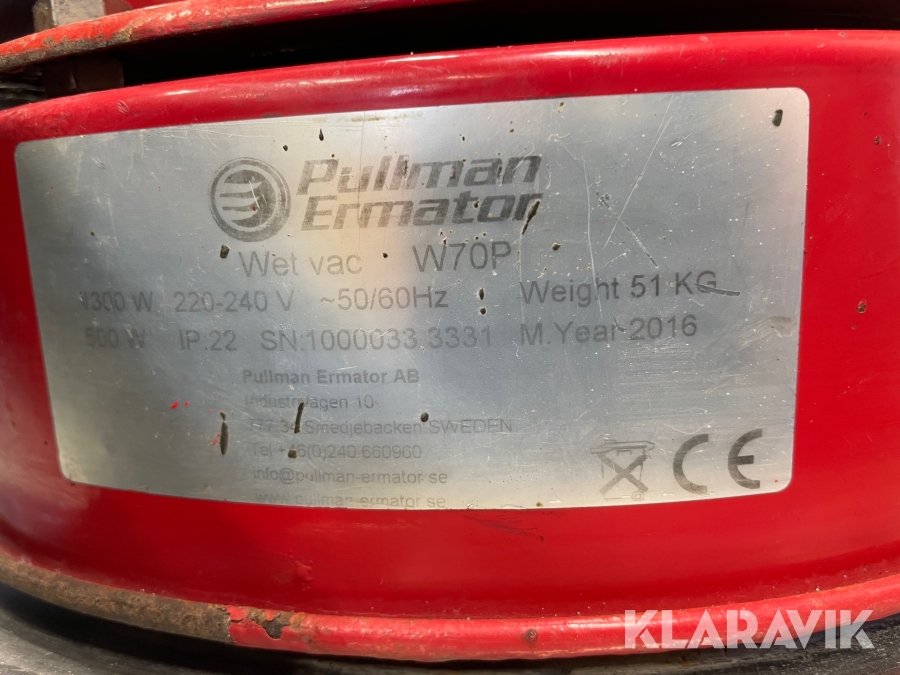 Pullman
Ermator
Wet vac W70P
1300 W 220-240 V ~50/60Hz Weight 51 KG
W IP:22 SN:1000033 3331 M.Year 2016
Pullman Ermator AB
Industrivägen 10
777 34 Smedjebacken SWEDEN
Tel +46(0)240 660960
info@pullman-ermator.se
www.pullman-ermator.se
CE
KLARAVIK